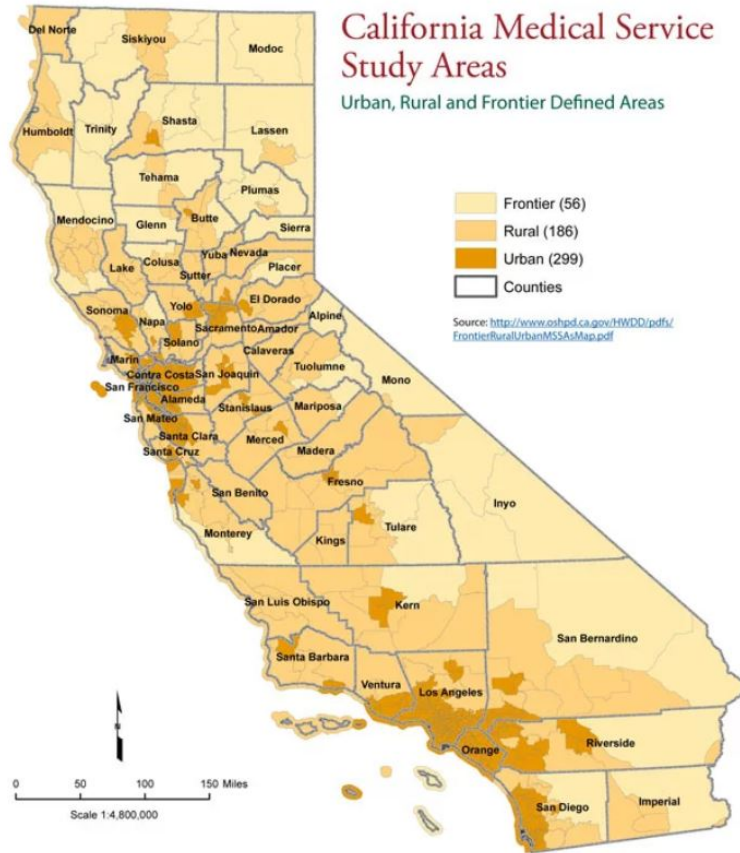 California Medical Service
Study Areas
Urban, Rural and Frontier Defined Areas
Frontier (56)
Rural (186)
Urban (299)
Counties
Source: http://www.oshpd.ca.gov/HWDD/pdfs/
FrontierRuralUrbanMSSAsMap.pdf
Del Norte
Siskiyou
Modoc
Humboldt
Trinity
Shasta
Lassen
Tehama
Plumas
Mendocino
Glenn
Butte
Sierra
Lake
Colusa
Sutter
Yuba
Nevada
Placer
Sonoma
Napa
Yolo
El Dorado
Sacramento
Amador
Alpine
Solano
Marin
Calaveras
Contra Costa
San Joaquin
Tuolumne
San Francisco
Mono
Alameda
Stanislaus
Mariposa
San Mateo
Merced
Santa Clara
Madera
Santa Cruz
Fresno
San Benito
Inyo
Monterey
Kings
Tulare
San Luis Obispo
Kern
San Bernardino
Santa Barbara
Ventura
Los Angeles
Orange
Riverside
San Diego
Imperial
N
0 50 100 150 Miles
Scale 1:4,800,000